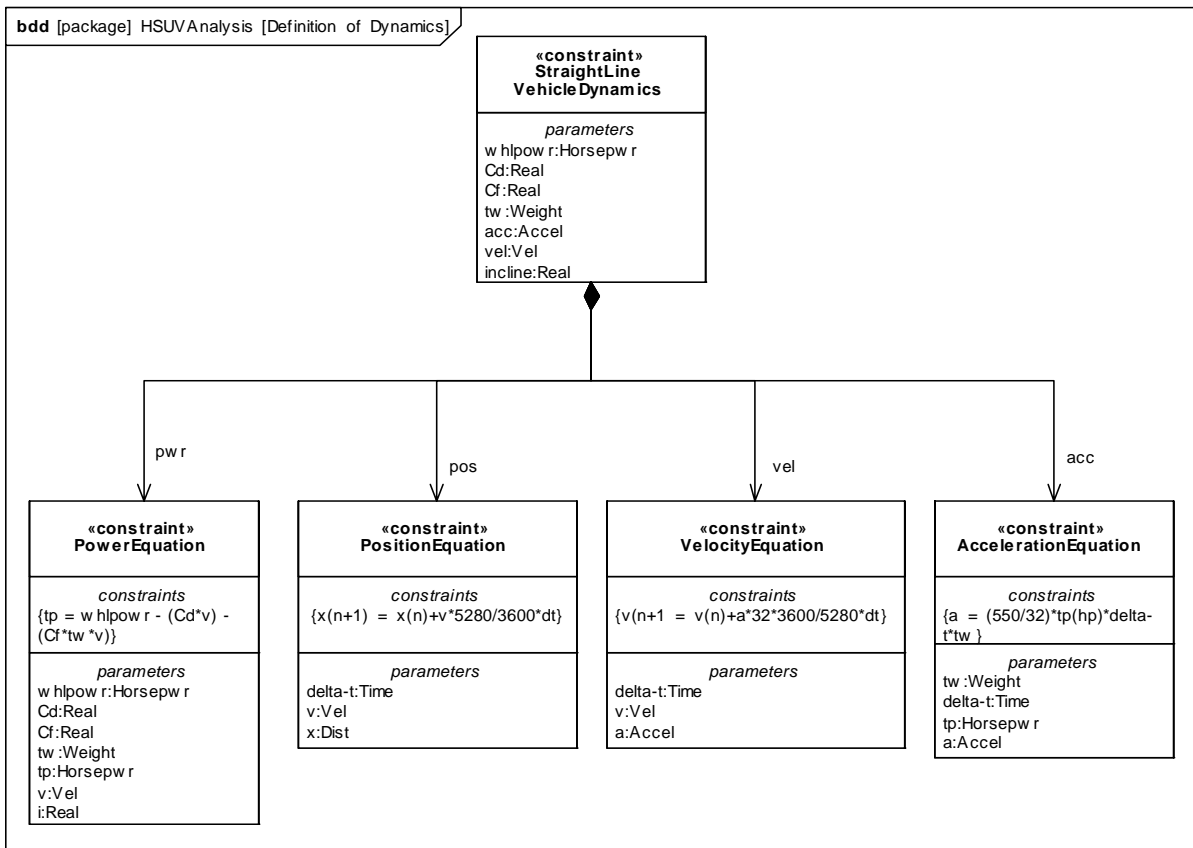 bdd [package] HSUVAnalysis [Definition of Dynamics]
«constraint»
StraightLine
VehicleDynamics
parameters
whlpowr:Horsepwr
Cd:Real
Cf:Real
tw:Weight
acc:Accel
vel:Vel
incline:Real
pwr
pos
vel
acc
«constraint»
PowerEquation
constraints
{tp = whlpowr - (Cd*v) -
(Cf*tw*v)}
parameters
whlpowr:Horsepwr
Cd:Real
Cf:Real
tw:Weight
tp:Horsepwr
v:Vel
i:Real
«constraint»
PositionEquation
constraints
{x(n+1) = x(n)+v*5280/3600*dt}
parameters
delta-t:Time
v:Vel
x:Dist
«constraint»
VelocityEquation
constraints
{v(n+1 = v(n)+a*32*3600/5280*dt}
parameters
delta-t:Time
v:Vel
a:Accel
«constraint»
AccelerationEquation
constraints
{a = (550/32)*tp(hp)*delta-
t*tw}
parameters
tw:Weight
delta-t:Time
tp:Horsepwr
a:Accel